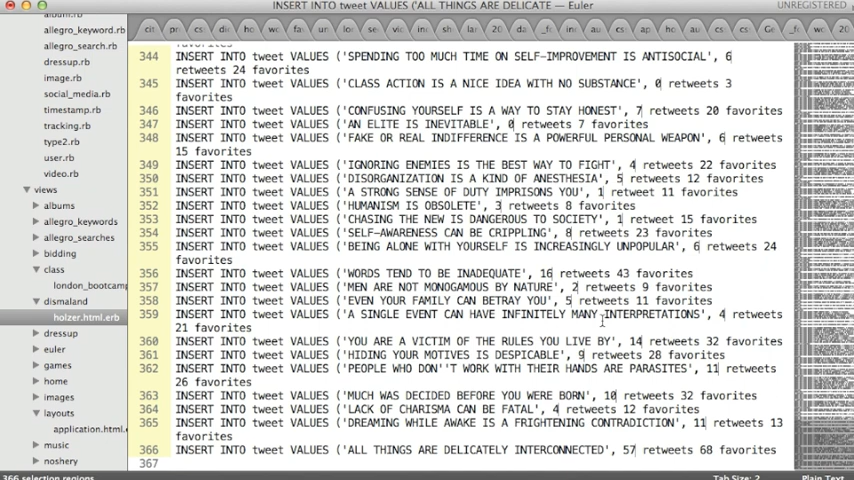 INSERT INTO tweet VALUES ('ALL THINGS ARE DELICATE — Euler
UNREGISTERED
allegro_keyword.rb
allegro_search.rb
dressup.rb
image.rb
social_media.rb
timestamp.rb
tracking.rb
type2.rb
user.rb
video.rb
views
albums
allegro_keywords
allegro_searches
bidding
class
london_bootcamp
dismaland
holzer.html.erb
dressup
euler
games
home
images
layouts
application.html.
music
noshery
favorites
344 INSERT INTO tweet VALUES ('SPENDING TOO MUCH TIME ON SELF-IMPROVEMENT IS ANTISOCIAL', 6
retweets 24 favorites
345 INSERT INTO tweet VALUES ('CLASS ACTION IS A NICE IDEA WITH NO SUBSTANCE', 0 retweets 3
favorites
346 INSERT INTO tweet VALUES ('CONFUSING YOURSELF IS A WAY TO STAY HONEST', 7 retweets 20 favorites
347 INSERT INTO tweet VALUES ('AN ELITE IS INEVITABLE', 0 retweets 7 favorites
348 INSERT INTO tweet VALUES ('FAKE OR REAL INDIFFERENCE IS A POWERFUL PERSONAL WEAPON', 6 retweets
15 favorites
349 INSERT INTO tweet VALUES ('IGNORING ENEMIES IS THE BEST WAY TO FIGHT', 4 retweets 22 favorites
350 INSERT INTO tweet VALUES ('DISORGANIZATION IS A KIND OF ANESTHESIA', 5 retweets 12 favorites
351 INSERT INTO tweet VALUES ('A STRONG SENSE OF DUTY IMPRISONS YOU', 1 retweet 11 favorites
352 INSERT INTO tweet VALUES ('HUMANISM IS OBSOLETE', 3 retweets 8 favorites
353 INSERT INTO tweet VALUES ('CHASING THE NEW IS DANGEROUS TO SOCIETY', 1 retweet 15 favorites
354 INSERT INTO tweet VALUES ('SELF-AWARENESS CAN BE CRIPPLING', 8 retweets 23 favorites
355 INSERT INTO tweet VALUES ('BEING ALONE WITH YOURSELF IS INCREASINGLY UNPOPULAR', 6 retweets 24
favorites
356 INSERT INTO tweet VALUES ('WORDS TEND TO BE INADEQUATE', 16 retweets 43 favorites
357 INSERT INTO tweet VALUES ('MEN ARE NOT MONOGAMOUS BY NATURE', 2 retweets 9 favorites
358 INSERT INTO tweet VALUES ('EVEN YOUR FAMILY CAN BETRAY YOU', 5 retweets 11 favorites
359 INSERT INTO tweet VALUES ('A SINGLE EVENT CAN HAVE INFINITELY MANY INTERPRETATIONS', 4 retweets
21 favorites
360 INSERT INTO tweet VALUES ('YOU ARE A VICTIM OF THE RULES YOU LIVE BY', 14 retweets 32 favorites
361 INSERT INTO tweet VALUES ('HIDING YOUR MOTIVES IS DESPICABLE', 9 retweets 28 favorites
362 INSERT INTO tweet VALUES ('PEOPLE WHO DON''T WORK WITH THEIR HANDS ARE PARASITES', 11 retweets
26 favorites
363 INSERT INTO tweet VALUES ('MUCH WAS DECIDED BEFORE YOU WERE BORN', 10 retweets 32 favorites
364 INSERT INTO tweet VALUES ('LACK OF CHARISMA CAN BE FATAL', 4 retweets 12 favorites
365 INSERT INTO tweet VALUES ('DREAMING WHILE AWAKE IS A FRIGHTENING CONTRADICTION', 11 retweets 13
favorites
366 INSERT INTO tweet VALUES ('ALL THINGS ARE DELICATELY INTERCONNECTED', 57 retweets 68 favorites
367
366 selection regions
Tab Size: 2
Plain Text